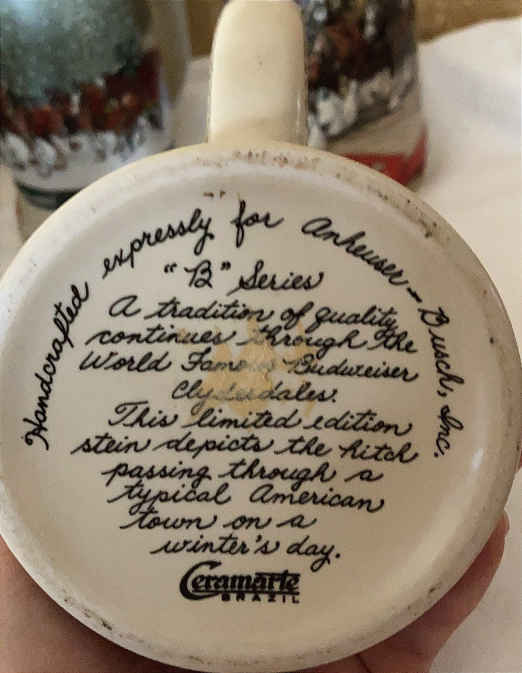 Handcrafted expressly for Anheuser-Busch, Inc.
"B" Series
A tradition of quality
continues through the
World Famous Budweiser
Clydesdales.
This limited edition
stein depicts the hitch
passing through a
typical American
town on a
winter's day.
Ceramarte
BRAZIL